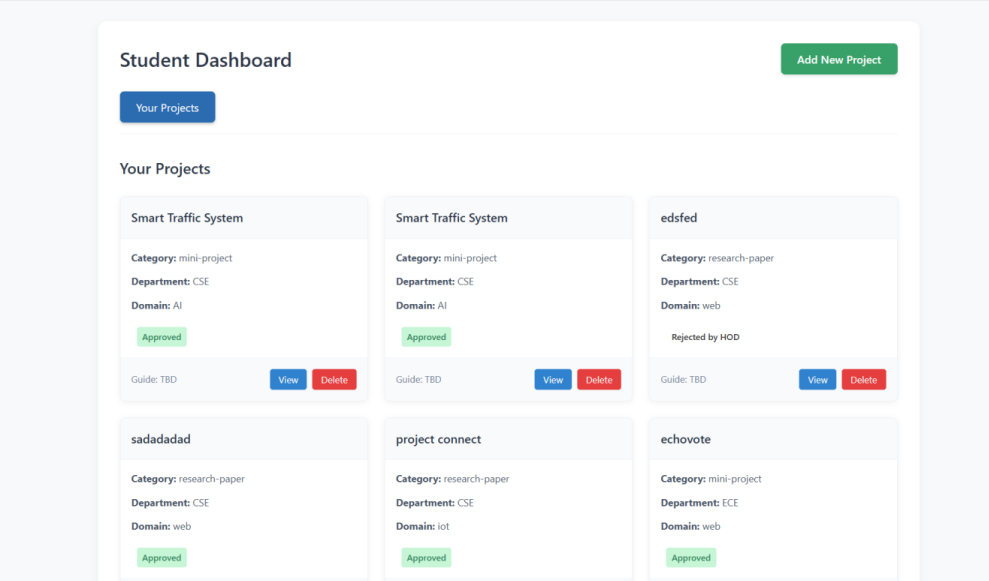 Student Dashboard
Add New Project
Your Projects
Your Projects
Smart Traffic System
Category: mini-project
Department: CSE
Domain: AI
Approved
Guide: TBD
View
Delete
Smart Traffic System
Category: mini-project
Department: CSE
Domain: AI
Approved
Guide: TBD
View
Delete
edsfed
Category: research-paper
Department: CSE
Domain: web
Rejected by HOD
Guide: TBD
View
Delete
sadadadad
Category: research-paper
Department: CSE
Domain: web
Approved
project connect
Category: research-paper
Department: CSE
Domain: iot
Approved
echovote
Category: mini-project
Department: ECE
Domain: web
Approved